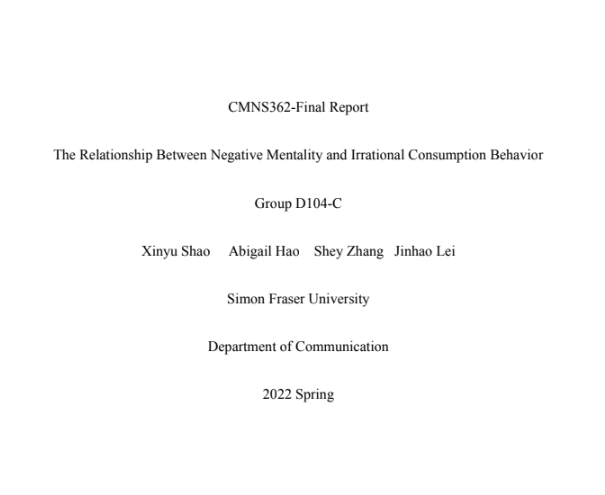 CMNS362-Final Report
The Relationship Between Negative Mentality and Irrational Consumption Behavior
Group D104-C
Xinyu Shao Abigail Hao Shey Zhang Jinhao Lei
Simon Fraser University
Department of Communication
2022 Spring